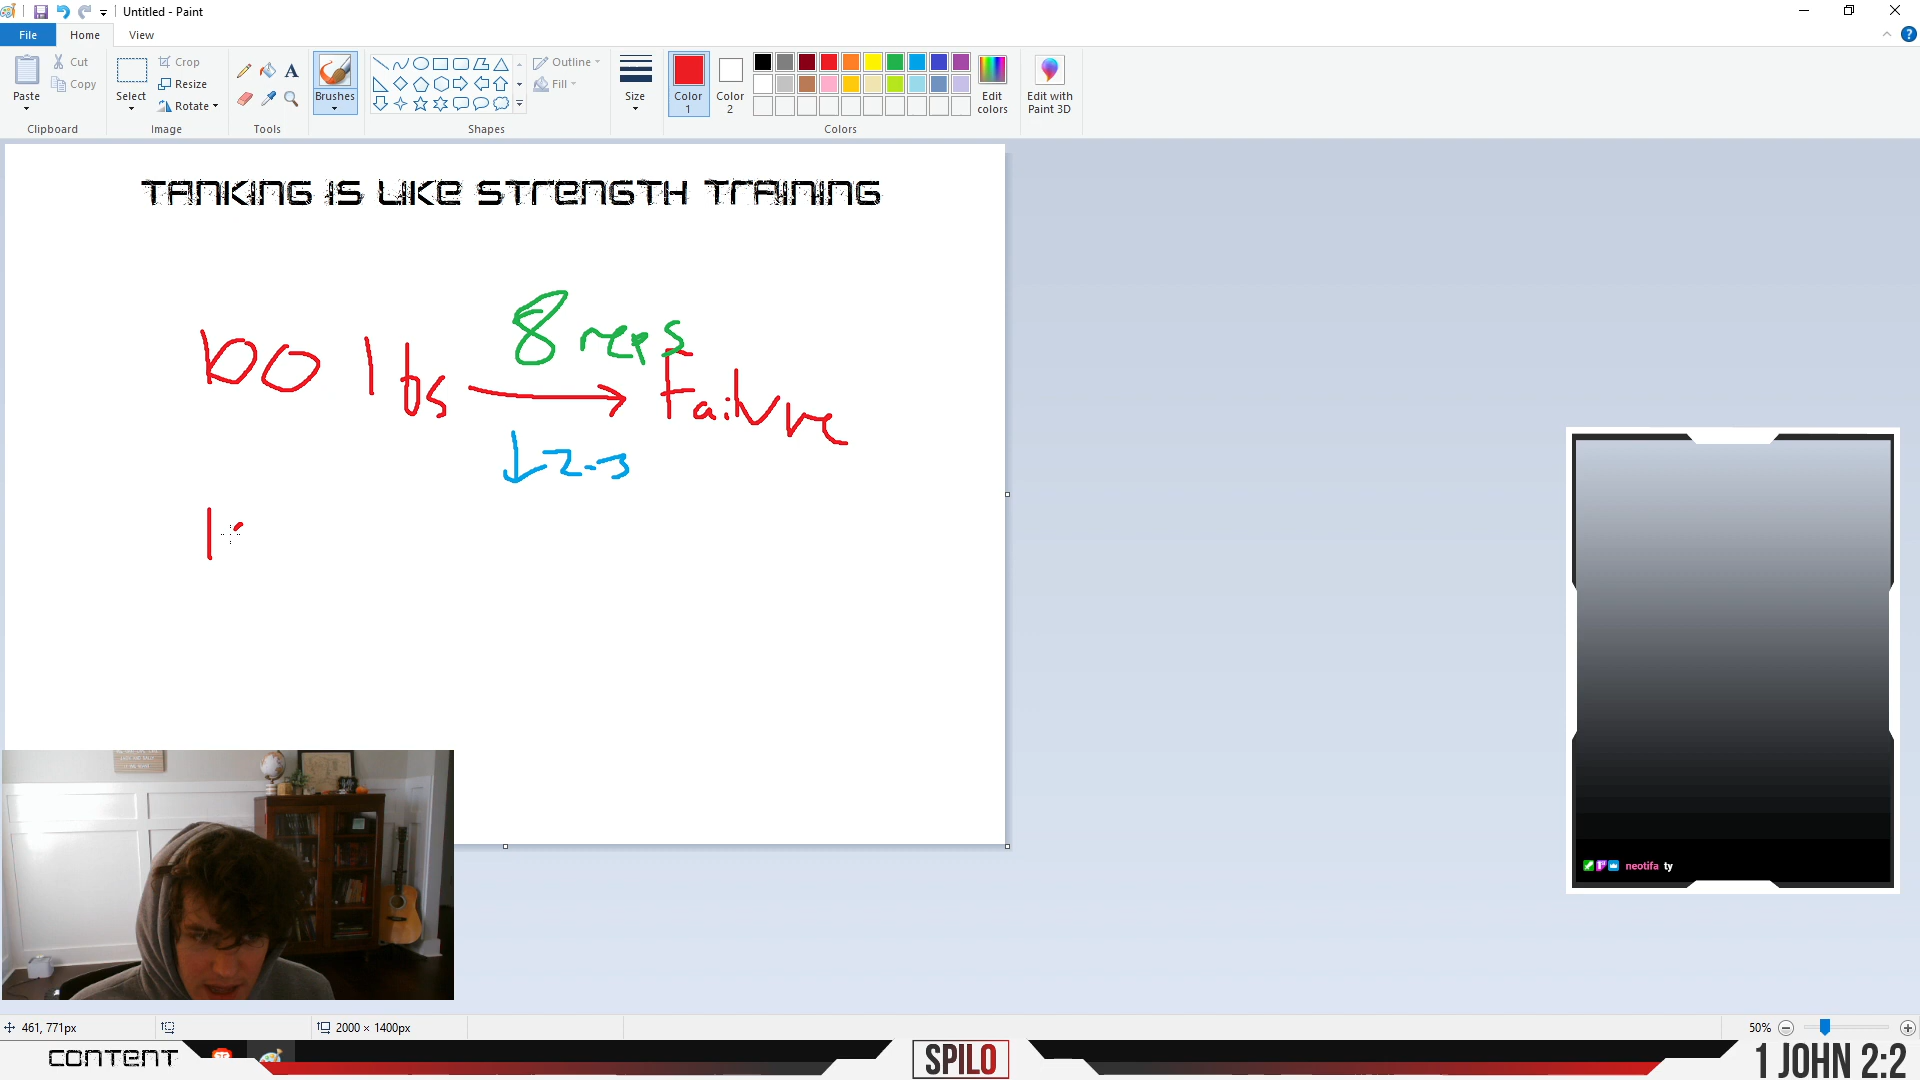 Untitled - Paint
File Home View
Paste
Cut
Copy
Clipboard
Select
Crop
Resize
Rotate
Image
Tools
Brushes
Shapes
Outline
Fill
Size
Color 1
Color 2
Edit colors
Colors
Edit with Paint 3D
TANKING IS LIKE STRENGTH TRAINING
8 reps
100 lbs → Failure
↓ 2-3
1
neotifa ty
461, 771px
2000 × 1400px
50%
CONTENT
SPILO
1 JOHN 2:2